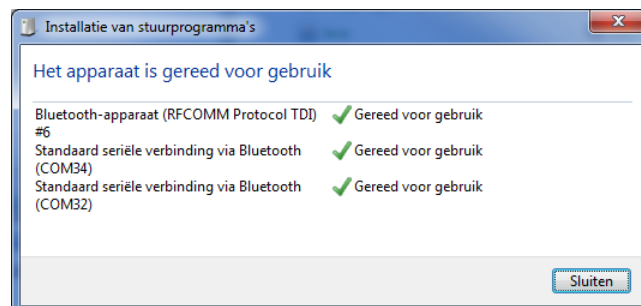 Installatie van stuurprogramma's
Het apparaat is gereed voor gebruik
Bluetooth-apparaat (RFCOMM Protocol TDI) Gereed voor gebruik
#6
Standaard seriële verbinding via Bluetooth Gereed voor gebruik
(COM34)
Standaard seriële verbinding via Bluetooth Gereed voor gebruik
(COM32)
Sluiten